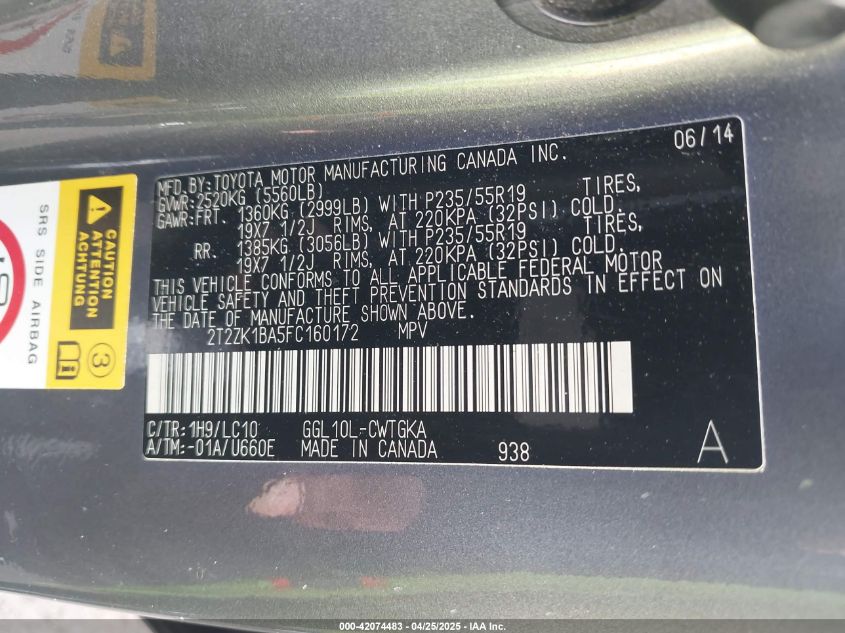 SRS SIDE AIRBAG
CAUTION
ACHTUNG
3
06/14
MFD.BY:TOYOTA MOTOR MANUFACTURING CANADA INC.
GVWR:2520KG (5560LB)
GAWR:FRT. 1360KG (2999LB) WITH P235/55R19 TIRES,
19X7 1/2J RIMS, AT 220KPA (32PSI) COLD.
RR. 1385KG (3056LB) WITH P235/55R19 TIRES,
19X7 1/2J RIMS, AT 220KPA (32PSI) COLD.
THIS VEHICLE CONFORMS TO ALL APPLICABLE FEDERAL MOTOR
VEHICLE SAFETY AND THEFT PREVENTION STANDARDS IN EFFECT ON
THE DATE OF MANUFACTURE SHOWN ABOVE.
2T2ZK1BA5FC160172 MPV
C/TR: 1H9/LC10 GGL10L-CWTGKA
A/TM:-01A/U660E MADE IN CANADA 938 A
000-42074483 - 04/25/2025 - IAA Inc.